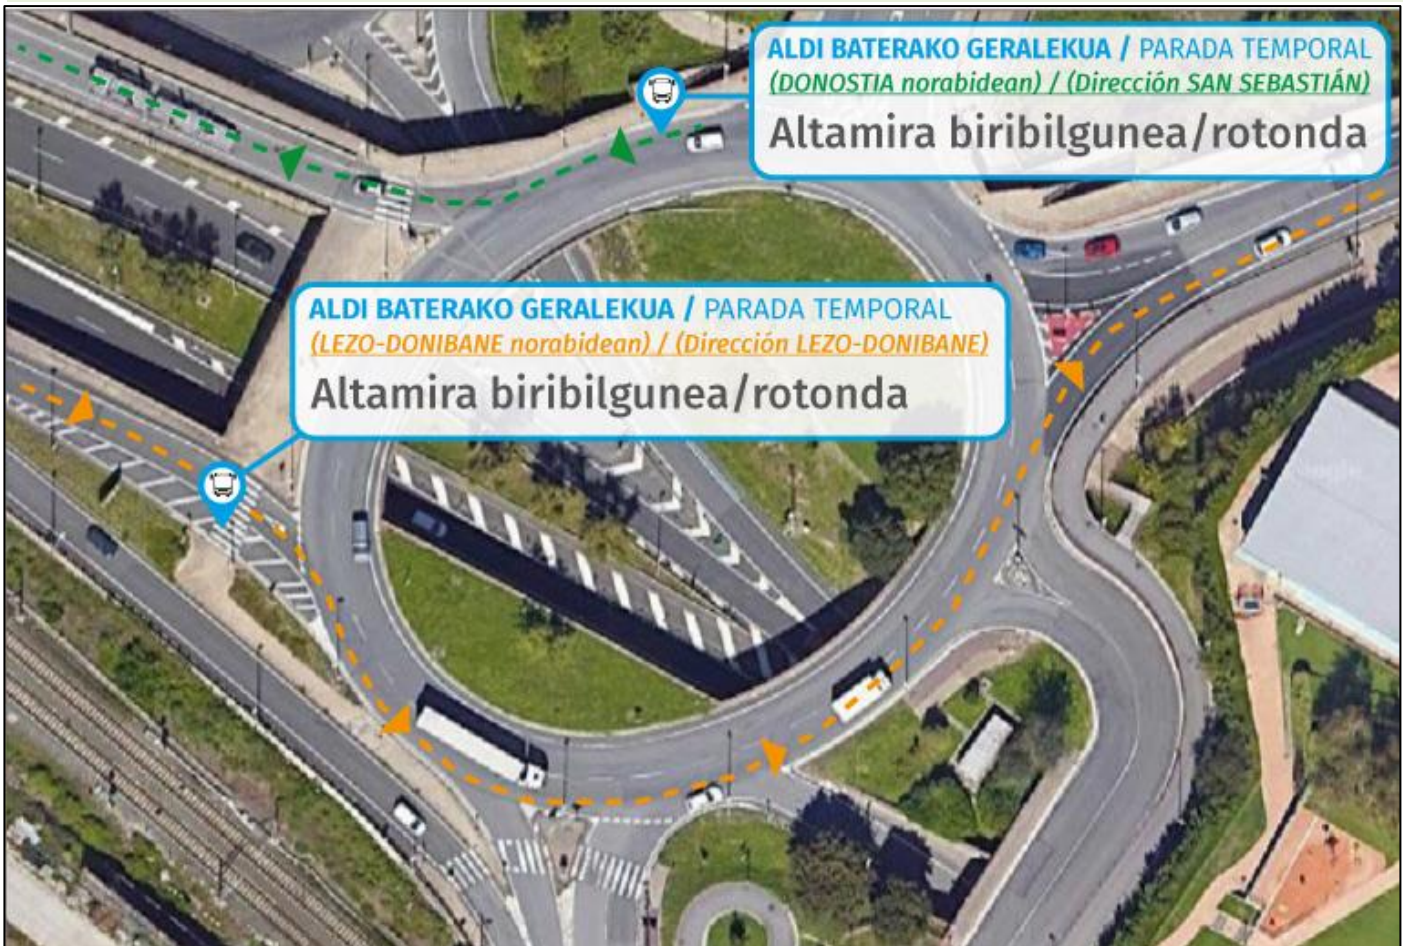 ALDI BATERAKO GERALEKUA / PARADA TEMPORAL
(DONOSTIA norabidean) / (Dirección SAN SEBASTIÁN)
Altamira biribilgunea/rotonda
ALDI BATERAKO GERALEKUA / PARADA TEMPORAL
(LEZO-DONIBANE norabidean) / (Dirección LEZO-DONIBANE)
Altamira biribilgunea/rotonda